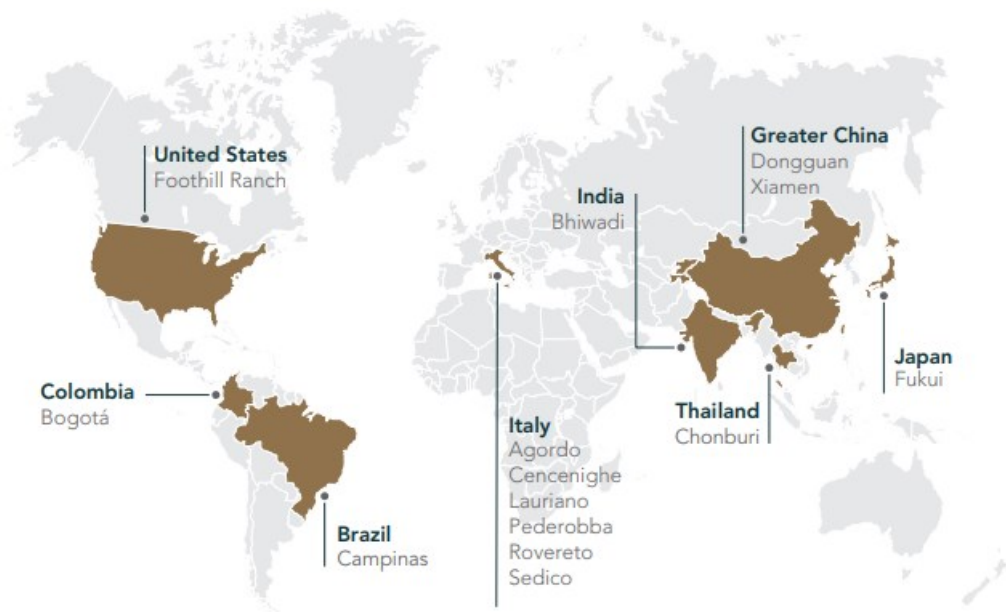 United States
Foothill Ranch
Greater China
Dongguan
Xiamen
India
Bhiwadi
Japan
Fukui
Colombia
Bogotá
Thailand
Chonburi
Italy
Agordo
Cencenighe
Lauriano
Pederobba
Rovereto
Sedico
Brazil
Campinas